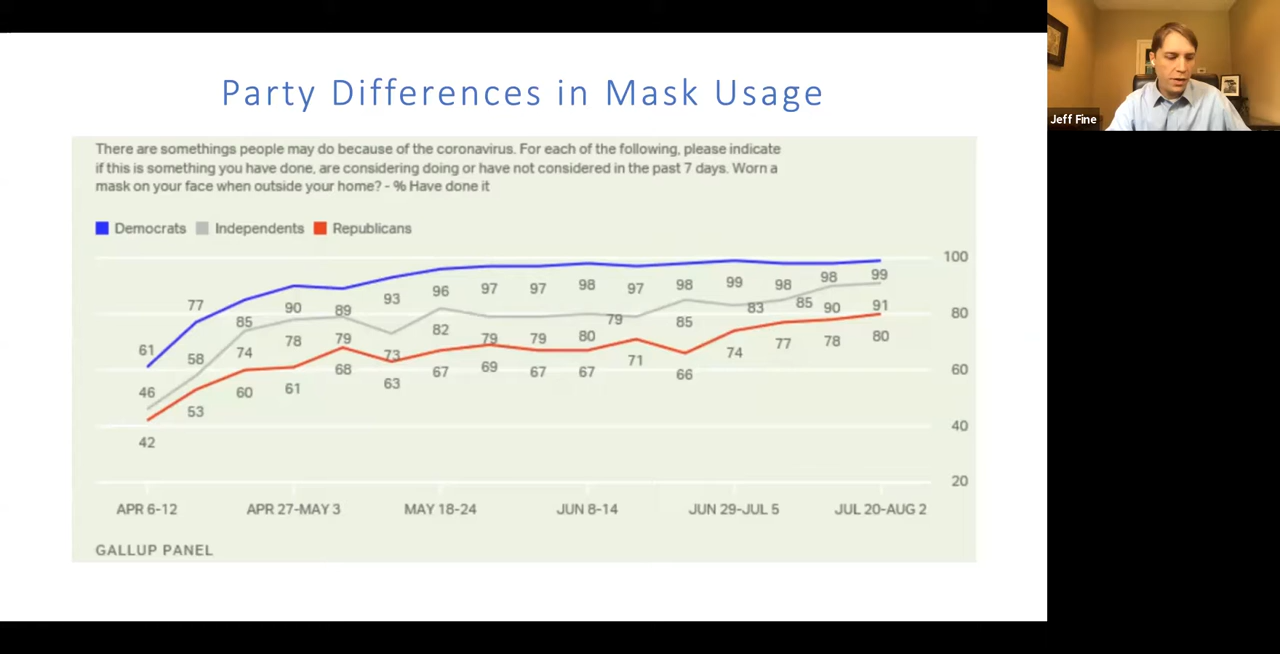 Party Differences in Mask Usage
Jeff Fine
There are somethings people may do because of the coronavirus. For each of the following, please indicate
if this is something you have done, are considering doing or have not considered in the past 7 days. Worn a
mask on your face when outside your home? - % Have done it
Democrats Independents Republicans
100
80
60
40
20
61 77 85 90 89 93 96 97 97 98 97 98 99 98 98 99
46 58 74 78 79 73 82 79 79 80 79 85 83 85 90 91
42 53 60 61 68 63 67 69 67 67 71 66 74 77 78 80
APR 6-12 APR 27-MAY 3 MAY 18-24 JUN 8-14 JUN 29-JUL 5 JUL 20-AUG 2
GALLUP PANEL